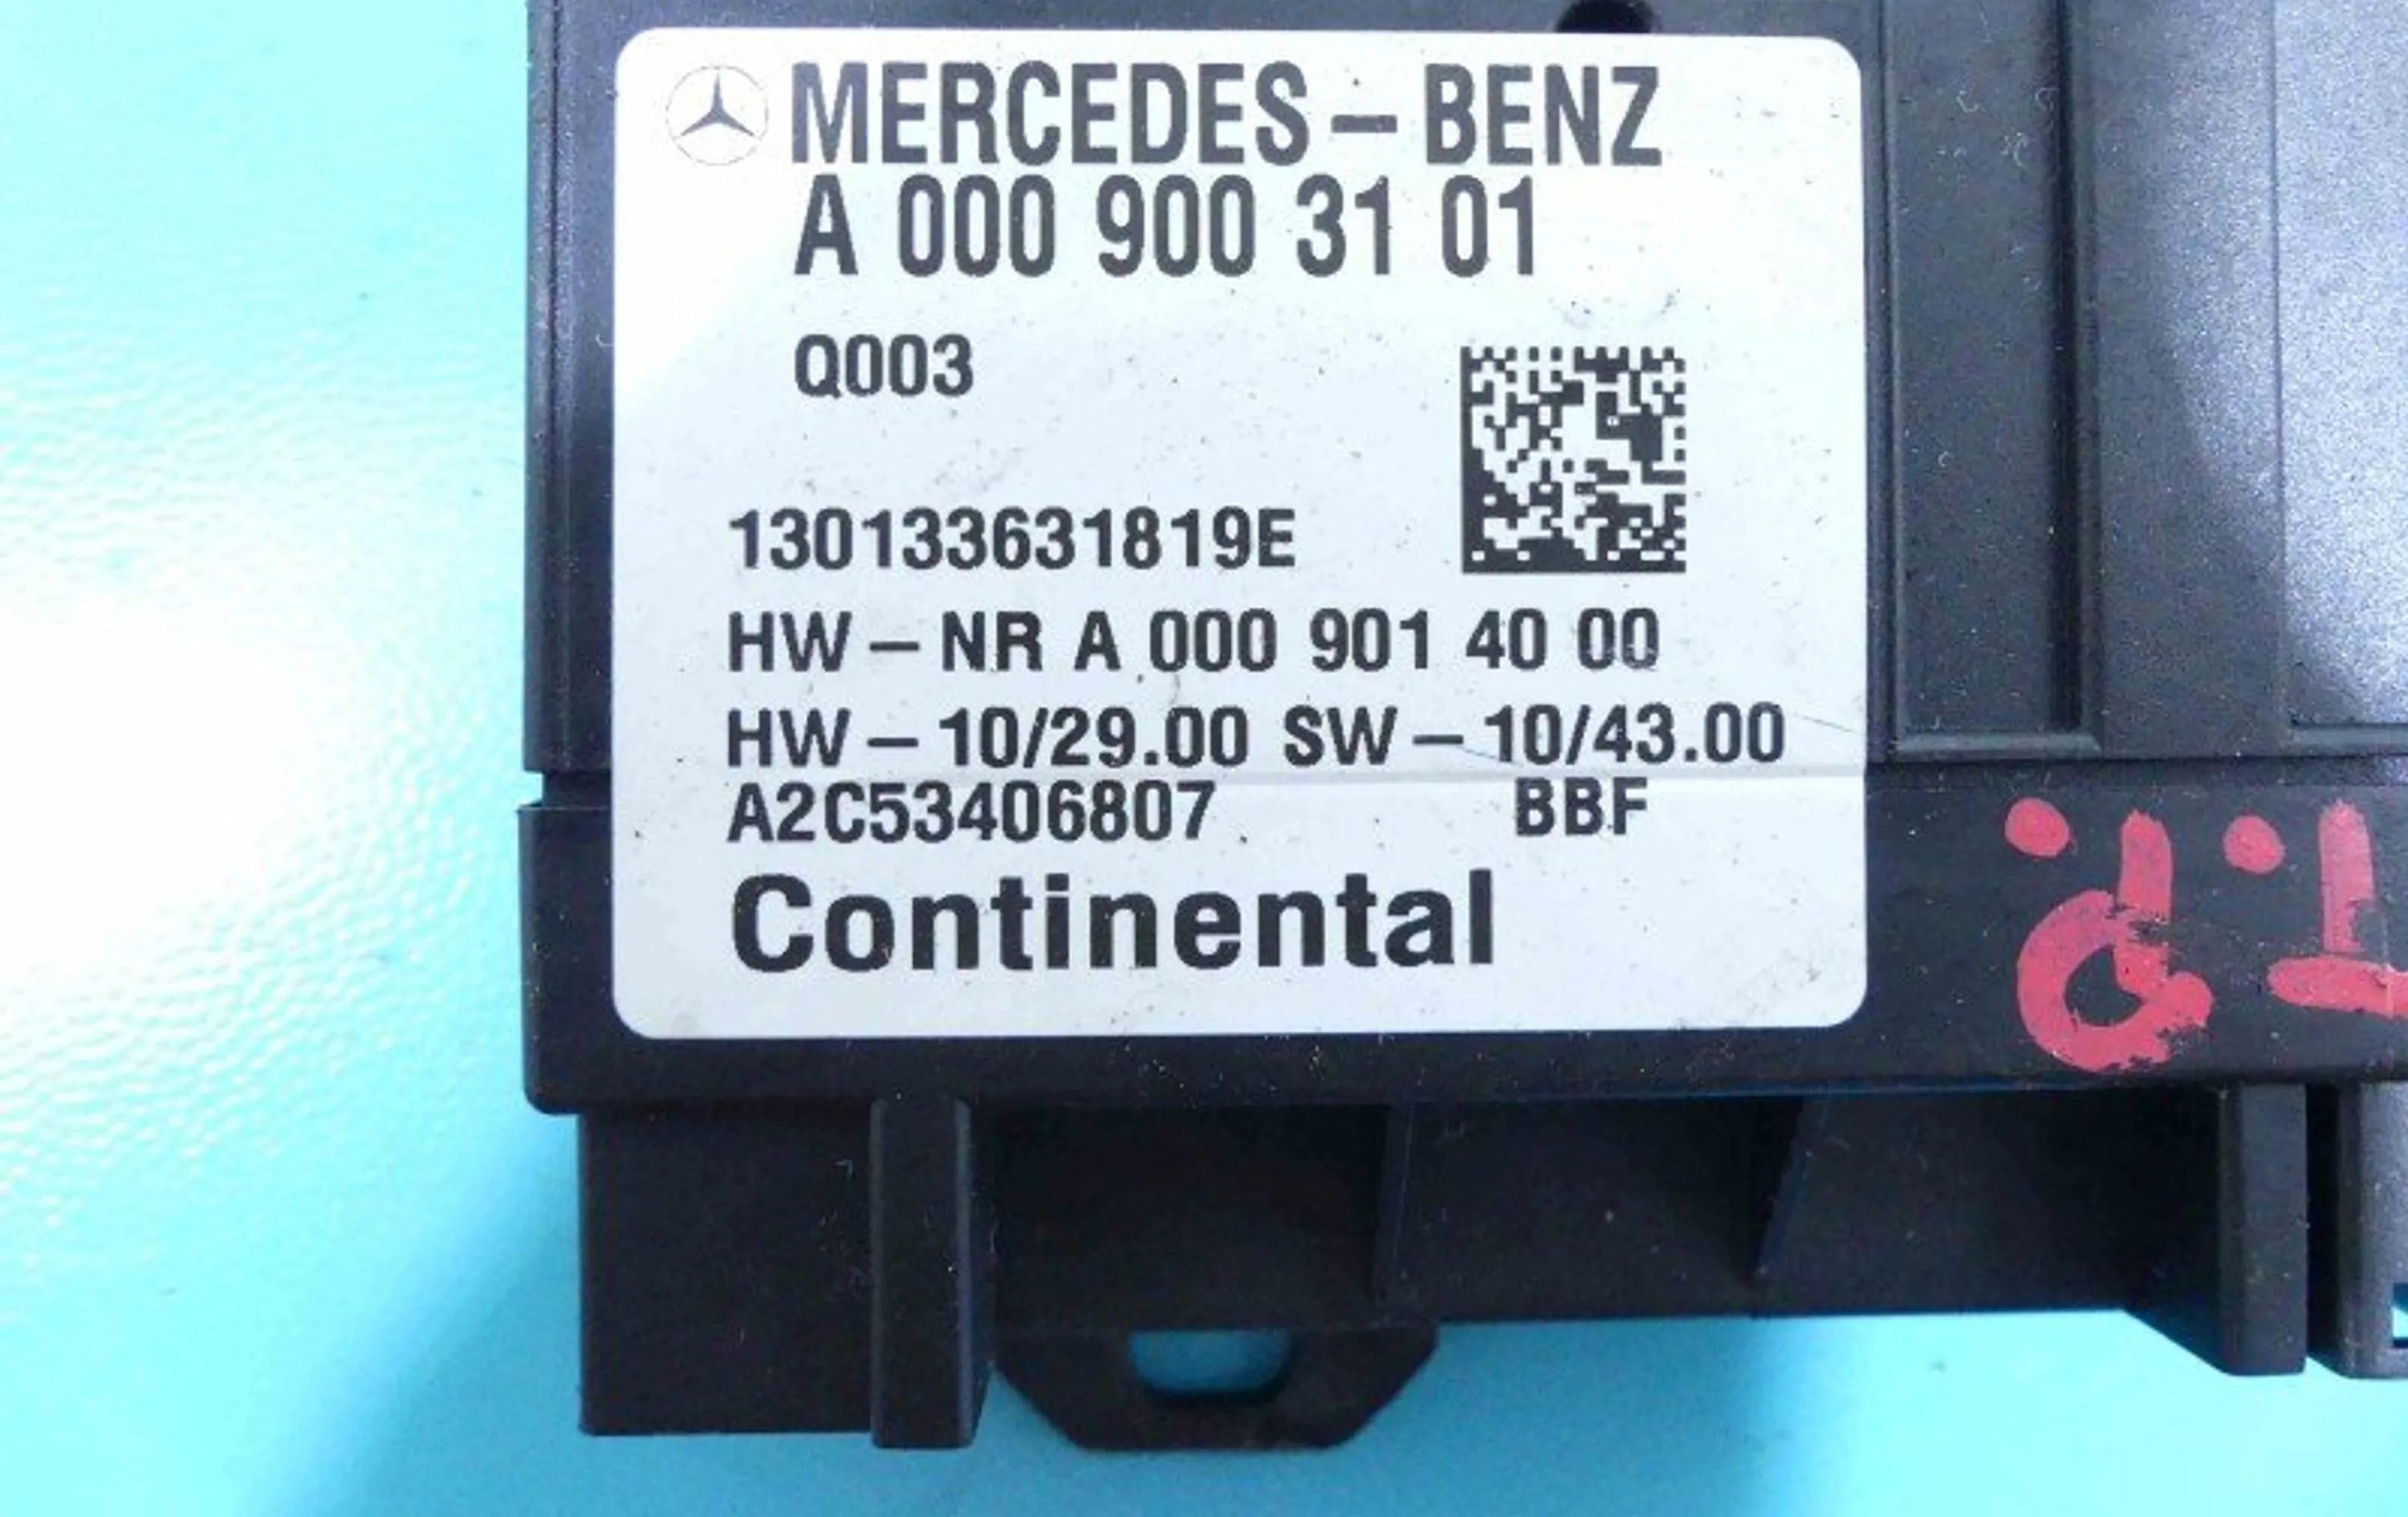 MERCEDES – BENZ
A 000 900 31 01
Q003
130133631819E
HW – NR A 000 901 40 00
HW – 10/29.00 SW – 10/43.00
A2C53406807 BBF
Continental